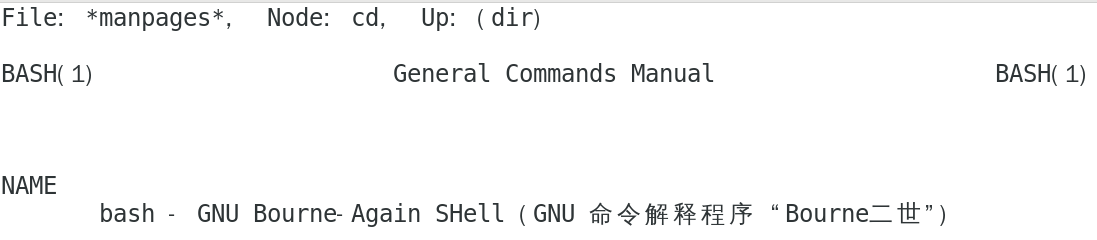 File: *manpages*,  Node: cd,  Up: (dir)
BASH(1) General Commands Manual BASH(1)
NAME
bash - GNU Bourne-Again SHell (GNU 命令解释程序 “Bourne二世”)